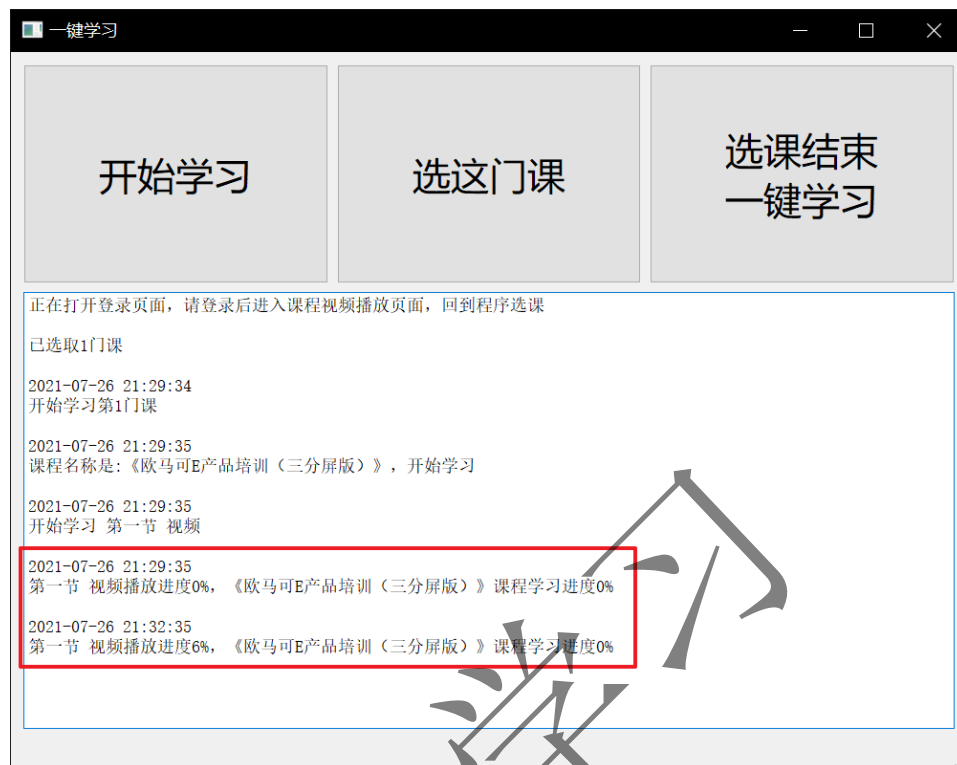 一键学习
开始学习
选这门课
选课结束
一键学习
正在打开登录页面，请登录后进入课程视频播放页面，回到程序选课
已选取1门课
2021-07-26 21:29:34
开始学习第1门课
2021-07-26 21:29:35
课程名称是:《欧马可E产品培训（三分屏版）》，开始学习
2021-07-26 21:29:35
开始学习 第一节 视频
2021-07-26 21:29:35
第一节 视频播放进度0%，《欧马可E产品培训（三分屏版）》课程学习进度0%
2021-07-26 21:32:35
第一节 视频播放进度6%，《欧马可E产品培训（三分屏版）》课程学习进度0%
学习